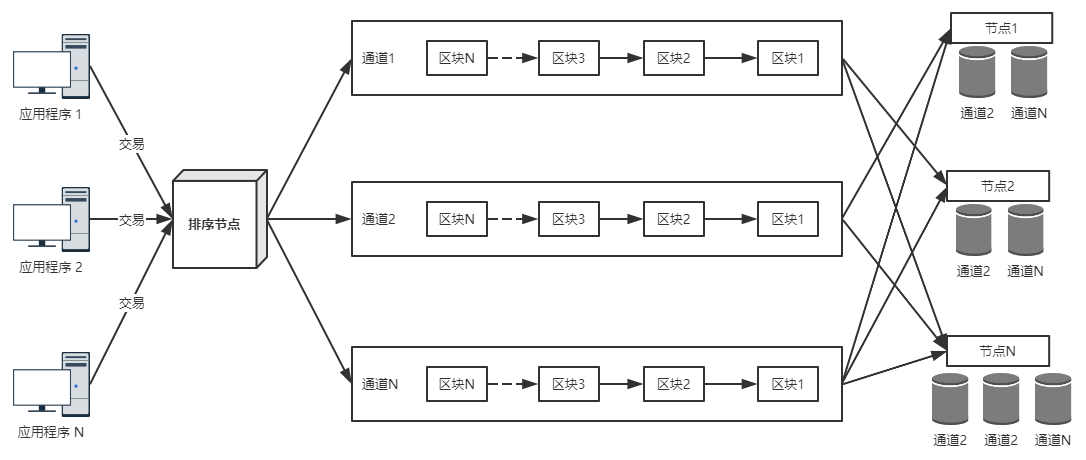 应用程序 1
交易
应用程序 2
交易
应用程序 N
交易
排序节点
通道1
区块N
区块3
区块2
区块1
通道2
区块N
区块3
区块2
区块1
通道N
区块N
区块3
区块2
区块1
节点1
通道2
通道N
节点2
通道2
通道N
节点N
通道2
通道2
通道N